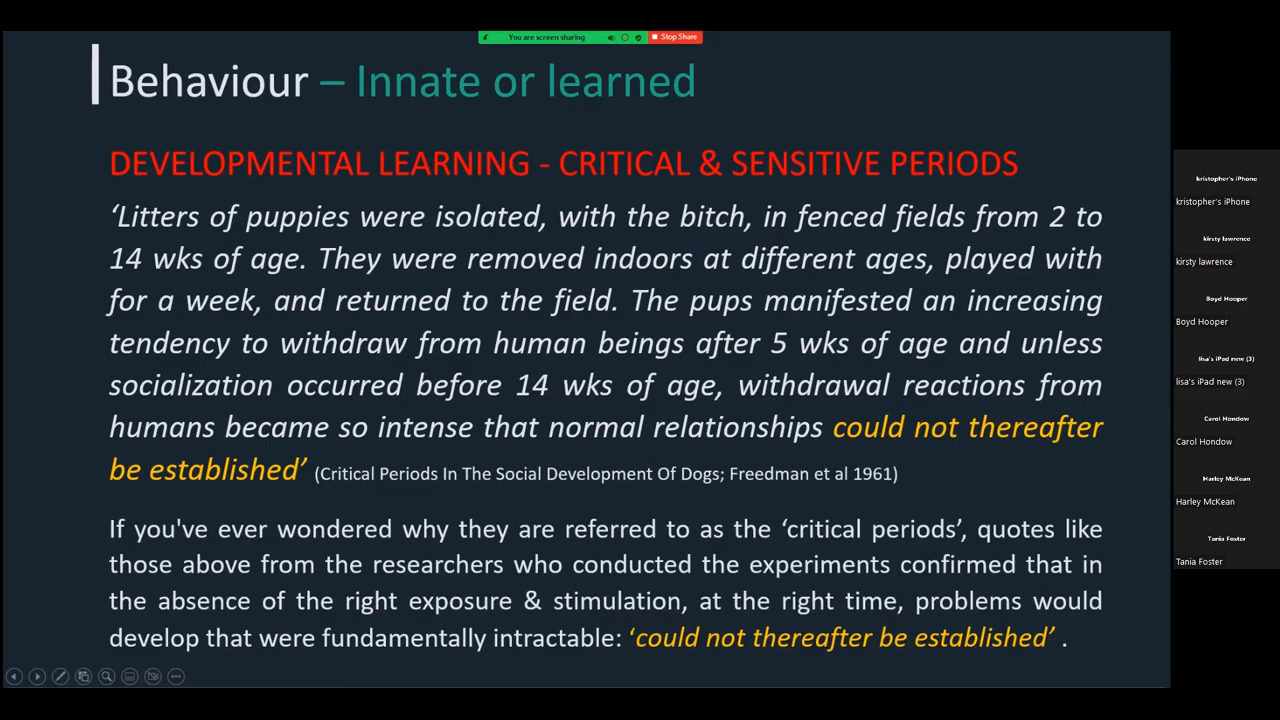 You are screen sharing
Stop Share
Behaviour – Innate or learned
DEVELOPMENTAL LEARNING - CRITICAL & SENSITIVE PERIODS
‘Litters of puppies were isolated, with the bitch, in fenced fields from 2 to
14 wks of age. They were removed indoors at different ages, played with
for a week, and returned to the field. The pups manifested an increasing
tendency to withdraw from human beings after 5 wks of age and unless
socialization occurred before 14 wks of age, withdrawal reactions from
humans became so intense that normal relationships could not thereafter
be established’ (Critical Periods In The Social Development Of Dogs; Freedman et al 1961)
If you've ever wondered why they are referred to as the ‘critical periods’, quotes like
those above from the researchers who conducted the experiments confirmed that in
the absence of the right exposure & stimulation, at the right time, problems would
develop that were fundamentally intractable: ‘could not thereafter be established’ .
kristopher's iPhone
kristopher's iPhone
kirsty lawrence
kirsty lawrence
Boyd Hooper
Boyd Hooper
lisa's iPad new (3)
lisa's iPad new (3)
Carol Hondow
Carol Hondow
Harley McKean
Harley McKean
Tania Foster
Tania Foster